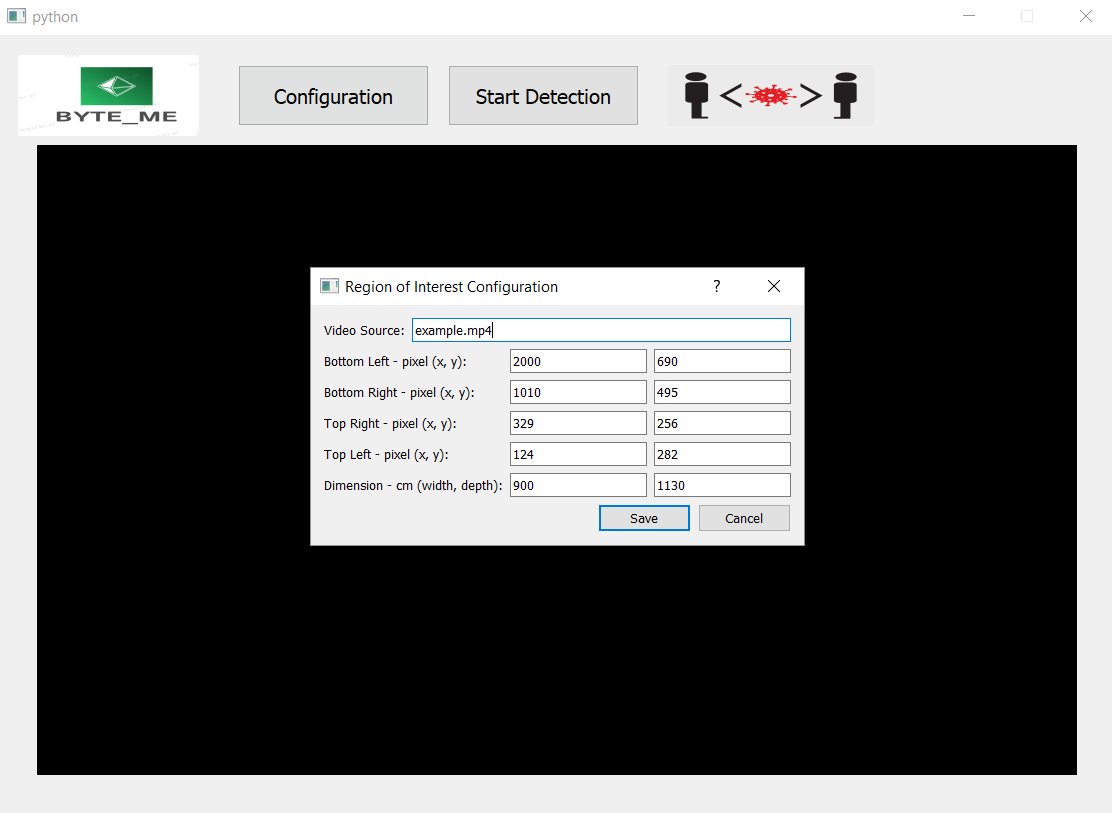 python
BYTE_ME
Configuration
Start Detection
< >
Region of Interest Configuration
?
Video Source: example.mp4
Bottom Left - pixel (x, y): 2000 690
Bottom Right - pixel (x, y): 1010 495
Top Right - pixel (x, y): 329 256
Top Left - pixel (x, y): 124 282
Dimension - cm (width, depth): 900 1130
Save Cancel